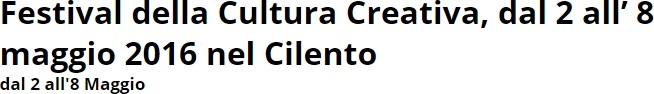 Festival della Cultura Creativa, dal 2 all’ 8
maggio 2016 nel Cilento
dal 2 all'8 Maggio